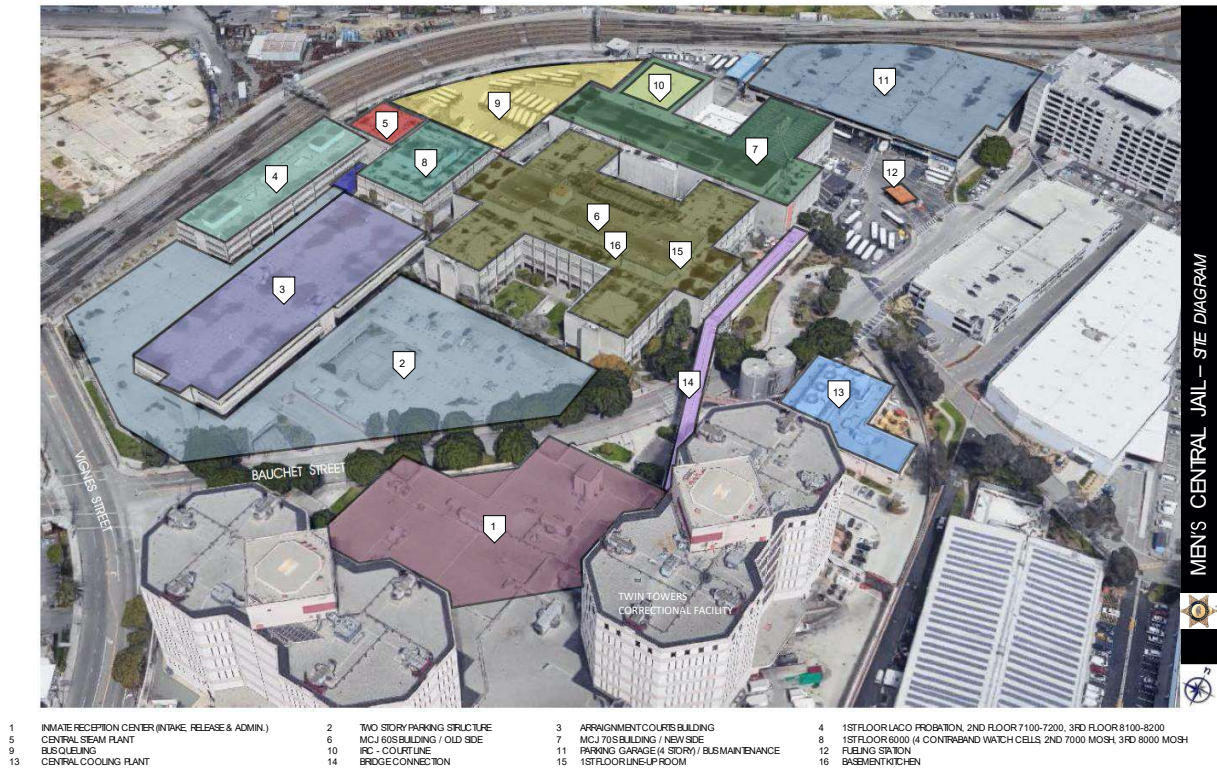 10
11
9
5
7
8
4
12
6
16
15
3
2
14
13
BAUCHET STREET
VIGNES STREET
1
TWIN TOWERS
CORRECTIONAL FACILITY
MEN'S CENTRAL JAIL – SITE DIAGRAM
1 INMATE RECEPTION CENTER (INTAKE, RELEASE & ADMIN.) 2 TWO STORY PARKING STRUCTURE 3 ARRAIGNMENT COURTS BUILDING 4 1ST FLOOR LACO PROBATION, 2ND FLOOR 7100-7200, 3RD FLOOR 8100-8200
5 CENTRAL STEAM PLANT 6 MCJ 60S BUILDING / OLD SIDE 7 MCJ 70S BUILDING / NEW SIDE 8 1ST FLOOR 6000 (4 CONTRABAND WATCH CELLS, 2ND 7000 MOSH, 3RD 8000 MOSH
9 BUS QUEUING 10 IRC - COURT LINE 11 PARKING GARAGE (4 STORY) / BUS MAINTENANCE 12 FUELING STATION
13 CENTRAL COOLING PLANT 14 BRIDGE CONNECTION 15 1ST FLOOR LINE-UP ROOM 16 BASEMENT KITCHEN